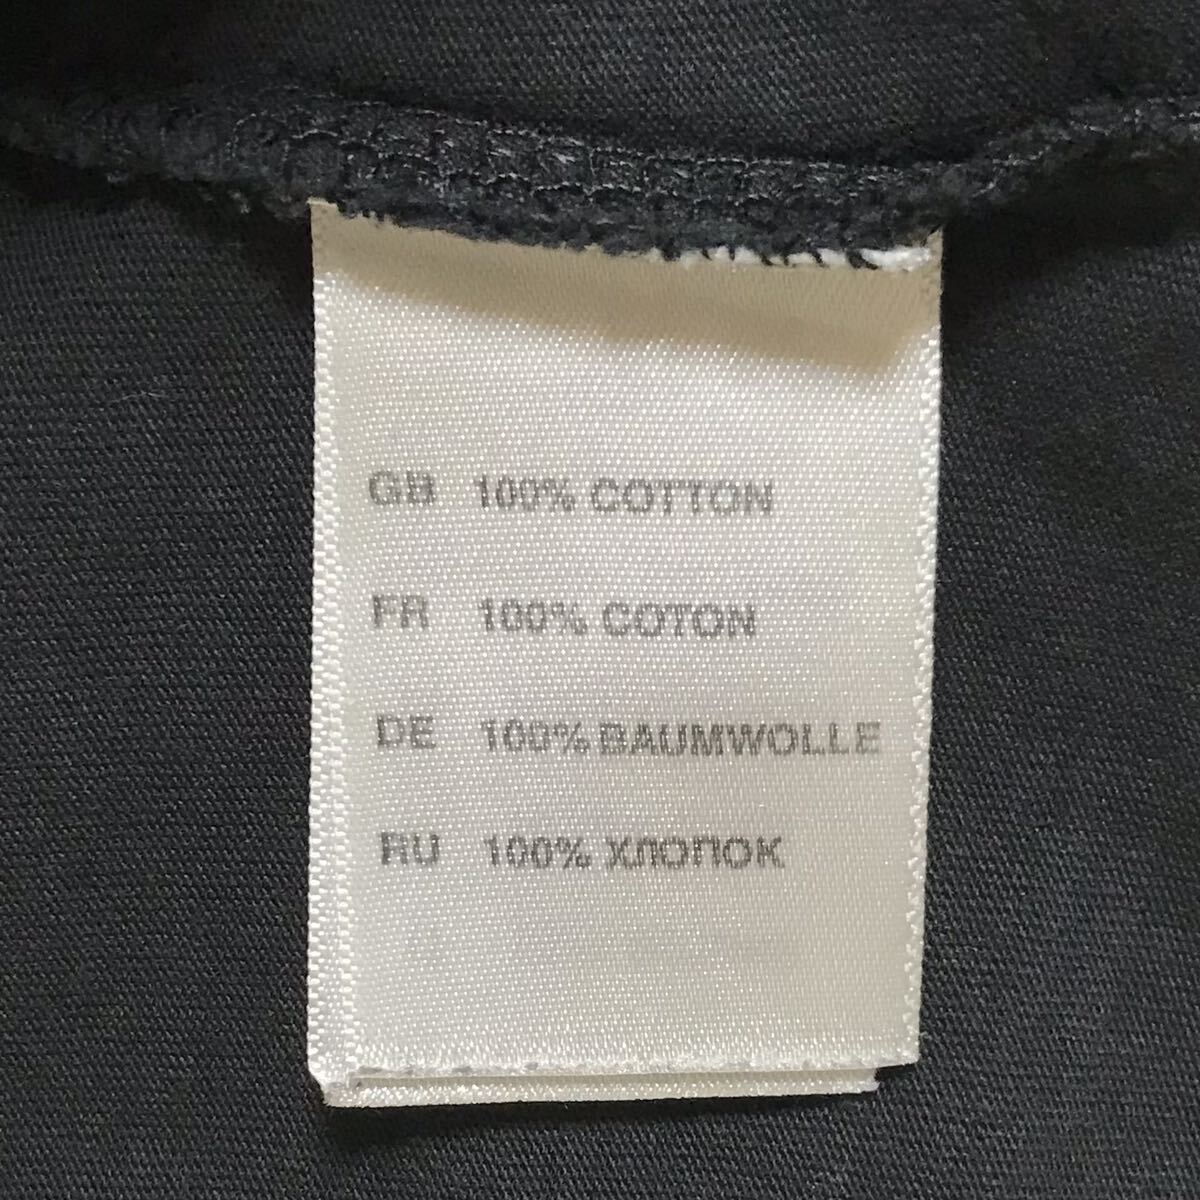 GB 100% COTTON
FR 100% COTON
DE 100% BAUMWOLLE
RU 100% ХЛОПОК